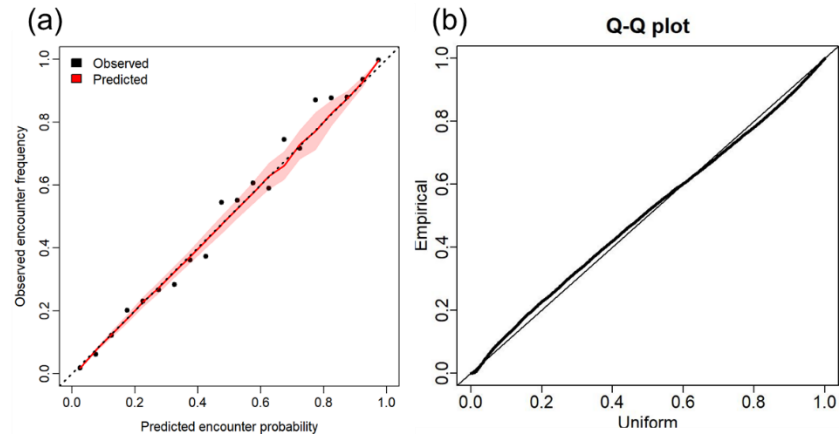 (a)
Observed
Predicted
Observed encounter frequency
1.0
0.8
0.6
0.4
0.2
0.0
0.0 0.2 0.4 0.6 0.8 1.0
Predicted encounter probability
(b)
Q-Q plot
Empirical
1.0
0.8
0.6
0.4
0.2
0.0
0.0 0.2 0.4 0.6 0.8 1.0
Uniform